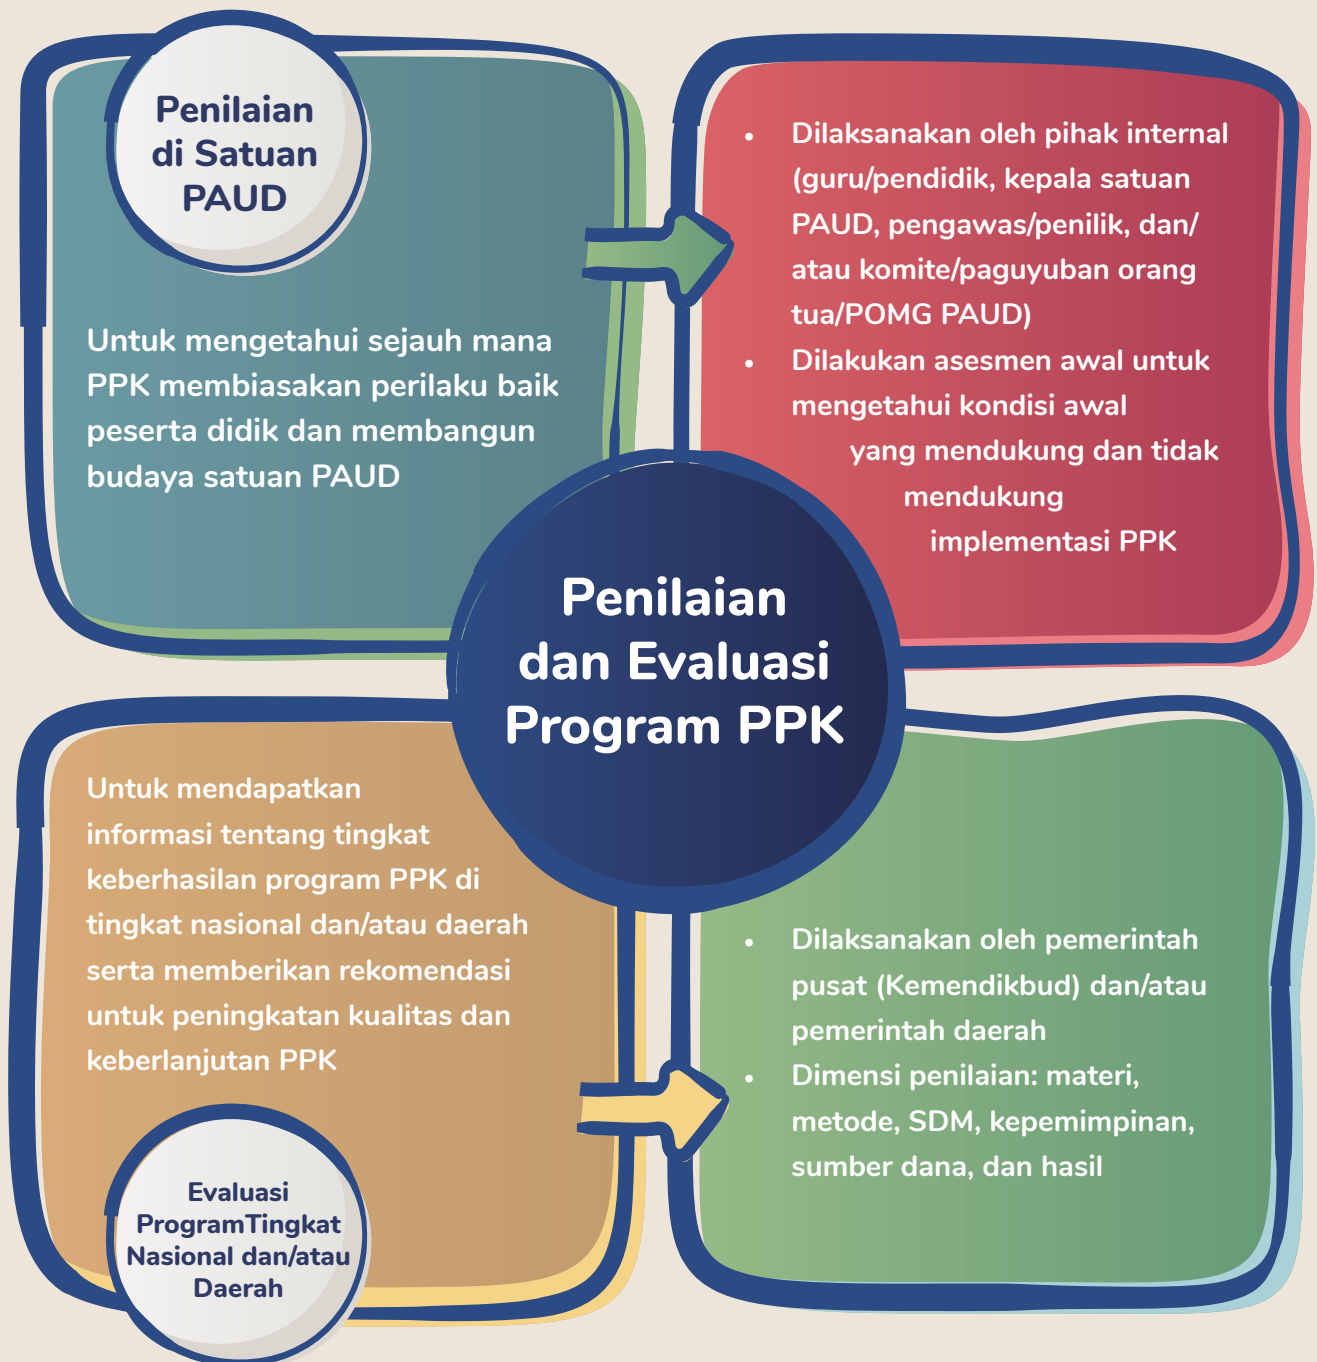 Penilaian
di Satuan
PAUD
Untuk mengetahui sejauh mana
PPK membiasakan perilaku baik
peserta didik dan membangun
budaya satuan PAUD
• Dilaksanakan oleh pihak internal
(guru/pendidik, kepala satuan
PAUD, pengawas/penilik, dan/
atau komite/paguyuban orang
tua/POMG PAUD)
• Dilakukan asesmen awal untuk
mengetahui kondisi awal
yang mendukung dan tidak
mendukung
implementasi PPK
Penilaian
dan Evaluasi
Program PPK
Untuk mendapatkan
informasi tentang tingkat
keberhasilan program PPK di
tingkat nasional dan/atau daerah
serta memberikan rekomendasi
untuk peningkatan kualitas dan
keberlanjutan PPK
Evaluasi
ProgramTingkat
Nasional dan/atau
Daerah
• Dilaksanakan oleh pemerintah
pusat (Kemendikbud) dan/atau
pemerintah daerah
• Dimensi penilaian: materi,
metode, SDM, kepemimpinan,
sumber dana, dan hasil